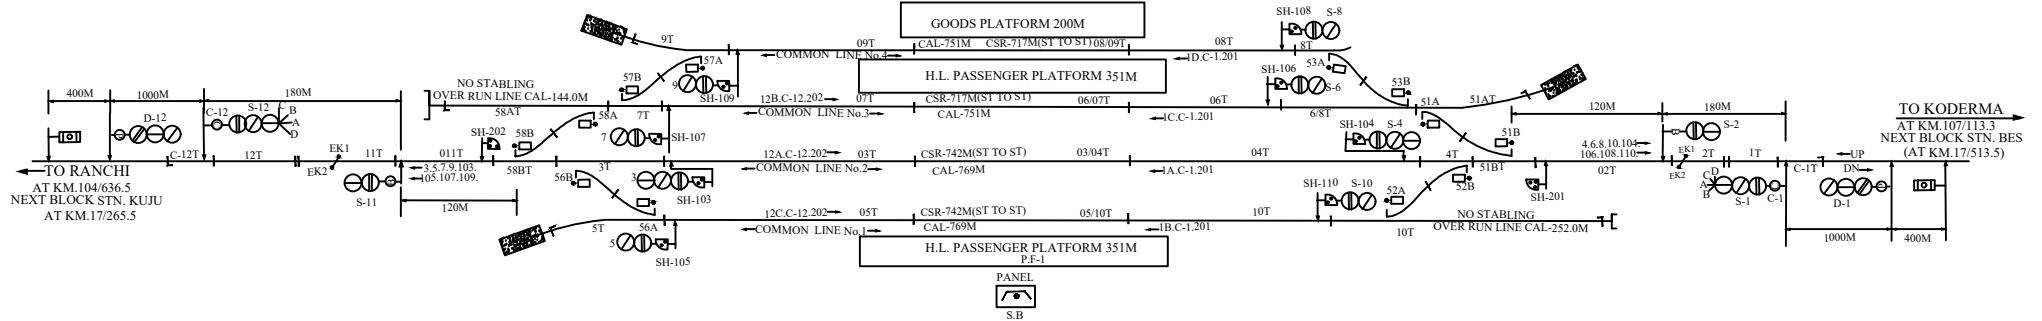 GOODS PLATFORM 200M
SH-108 S-8
9T
09T
CAL-751M
CSR-717M(ST TO ST)
08/09T
08T
8T
COMMON LINE No.4
1D.C-1.201
57A
57B
9
SH-109
H.L. PASSENGER PLATFORM 351M
SH-106
S-6
53A
53B
NO STABLING
OVER RUN LINE CAL-144.0M
58AT
58A
7T
12B.C-12.202
07T
CSR-717M(ST TO ST)
CAL-751M
06/07T
06T
6/8T
51A
51AT
COMMON LINE No.3
1C.C-1.201
400M
1000M
180M
C-12
S-12
C
B
A
D
D-12
120M
180M
TO KODERMA
AT KM.107/113.3
NEXT BLOCK STN. BES
(AT KM.17/513.5)
SH-202
58B
7
SH-107
SH-104
S-4
51B
S-2
4.6.8.10.104
106.108.110.
EK1
EK2
C-12T
12T
EK1
EK2
11T
011T
58BT
3T
12A.C-12.202
03T
CSR-742M(ST TO ST)
CAL-769M
03/04T
04T
4T
51BT
02T
2T
1T
C-1T
UP
DN
COMMON LINE No.2
1A.C-1.201
TO RANCHI
AT KM.104/636.5
NEXT BLOCK STN. KUJU
AT KM.17/265.5
3.5.7.9.103.
105.107.109.
S-11
120M
56B
3
SH-103
SH-110
S-10
52A
52B
SH-201
C
D
A
B
S-1
C-1
D-1
56A
5T
5
SH-105
12C.C-12.202
05T
CSR-742M(ST TO ST)
CAL-769M
05/10T
10T
10T
COMMON LINE No.1
1B.C-1.201
NO STABLING
OVER RUN LINE CAL-252.0M
1000M
400M
H.L. PASSENGER PLATFORM 351M
P.F-1
PANEL
S.B